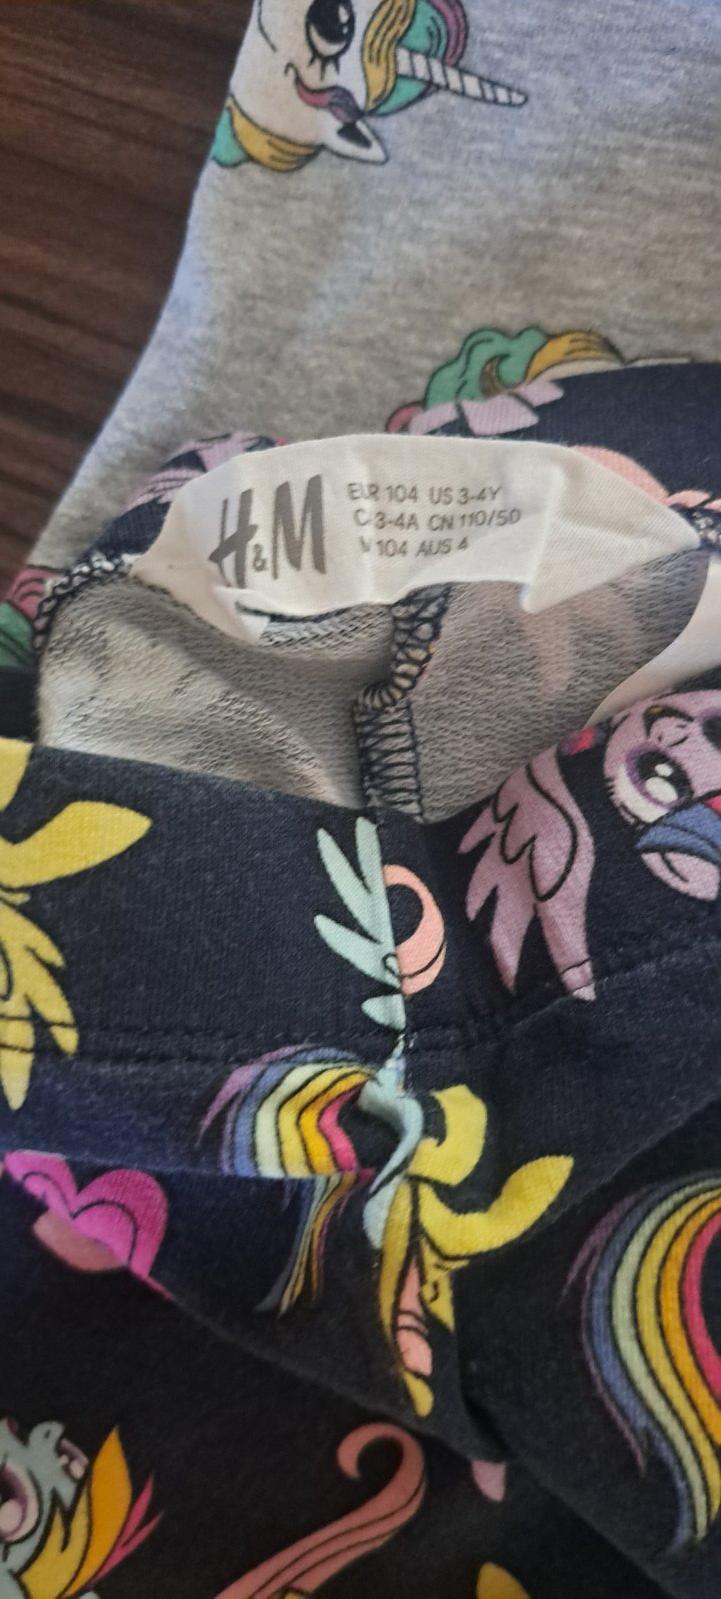 H&M
EUR 104 US 3-4Y
3-4A CN 110/50
104 AUS 4